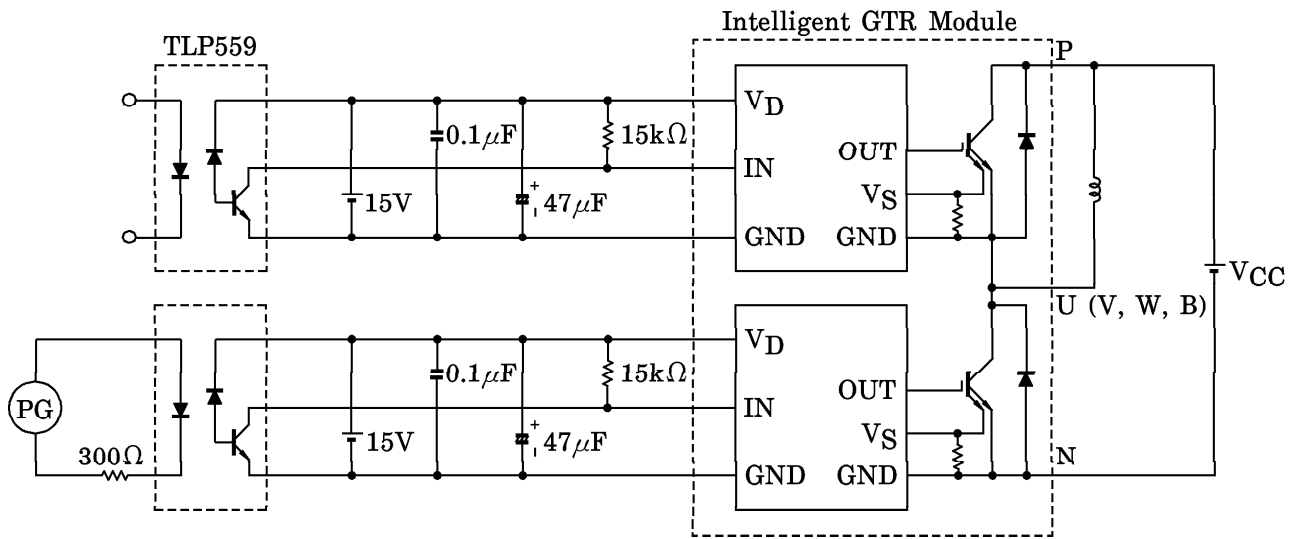 Intelligent GTR Module
TLP559
P
V_D
0.1μF
15kΩ
OUT
IN
V_S
15V
+
-
47μF
GND
GND
V_CC
U (V, W, B)
V_D
0.1μF
15kΩ
OUT
PG
IN
V_S
15V
+
-
47μF
N
300Ω
GND
GND